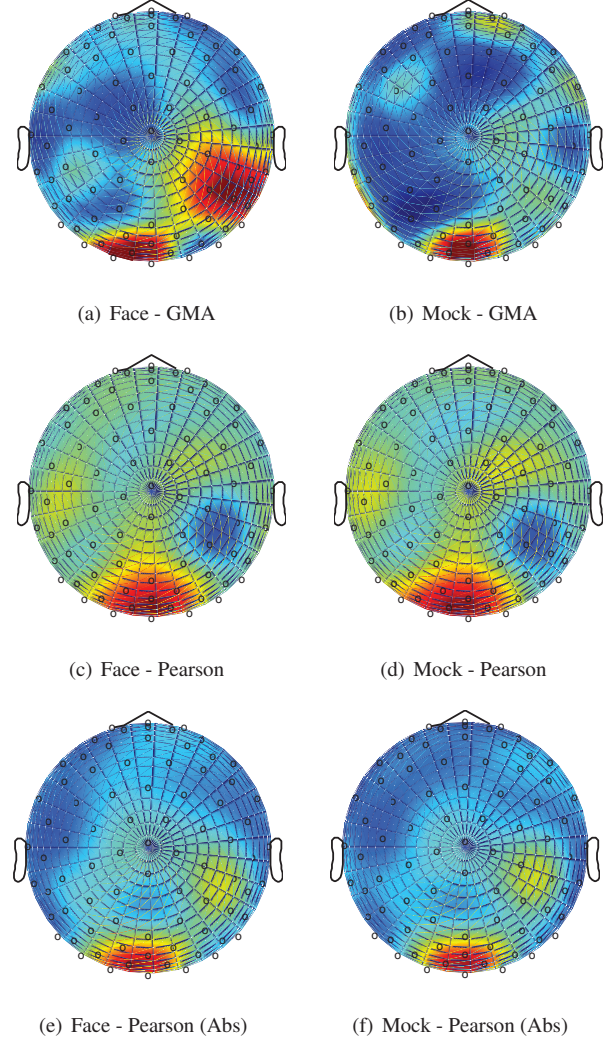 (a) Face - GMA
(b) Mock - GMA
(c) Face - Pearson
(d) Mock - Pearson
(e) Face - Pearson (Abs)
(f) Mock - Pearson (Abs)